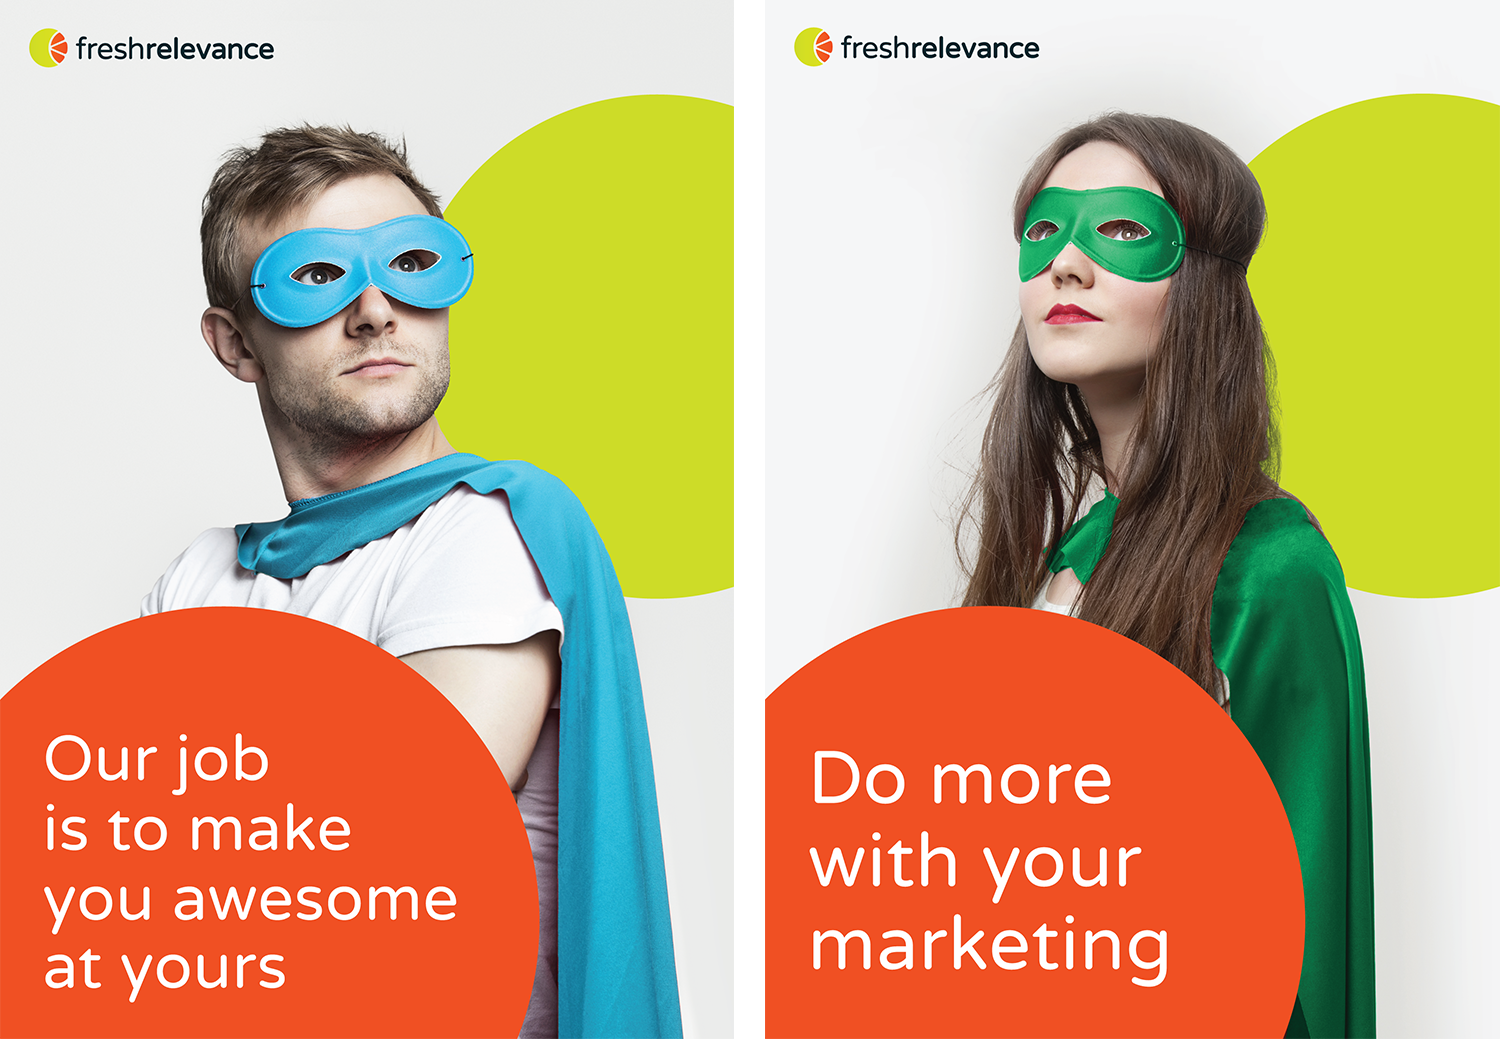 freshrelevance
Our job
is to make
you awesome
at yours
freshrelevance
Do more
with your
marketing